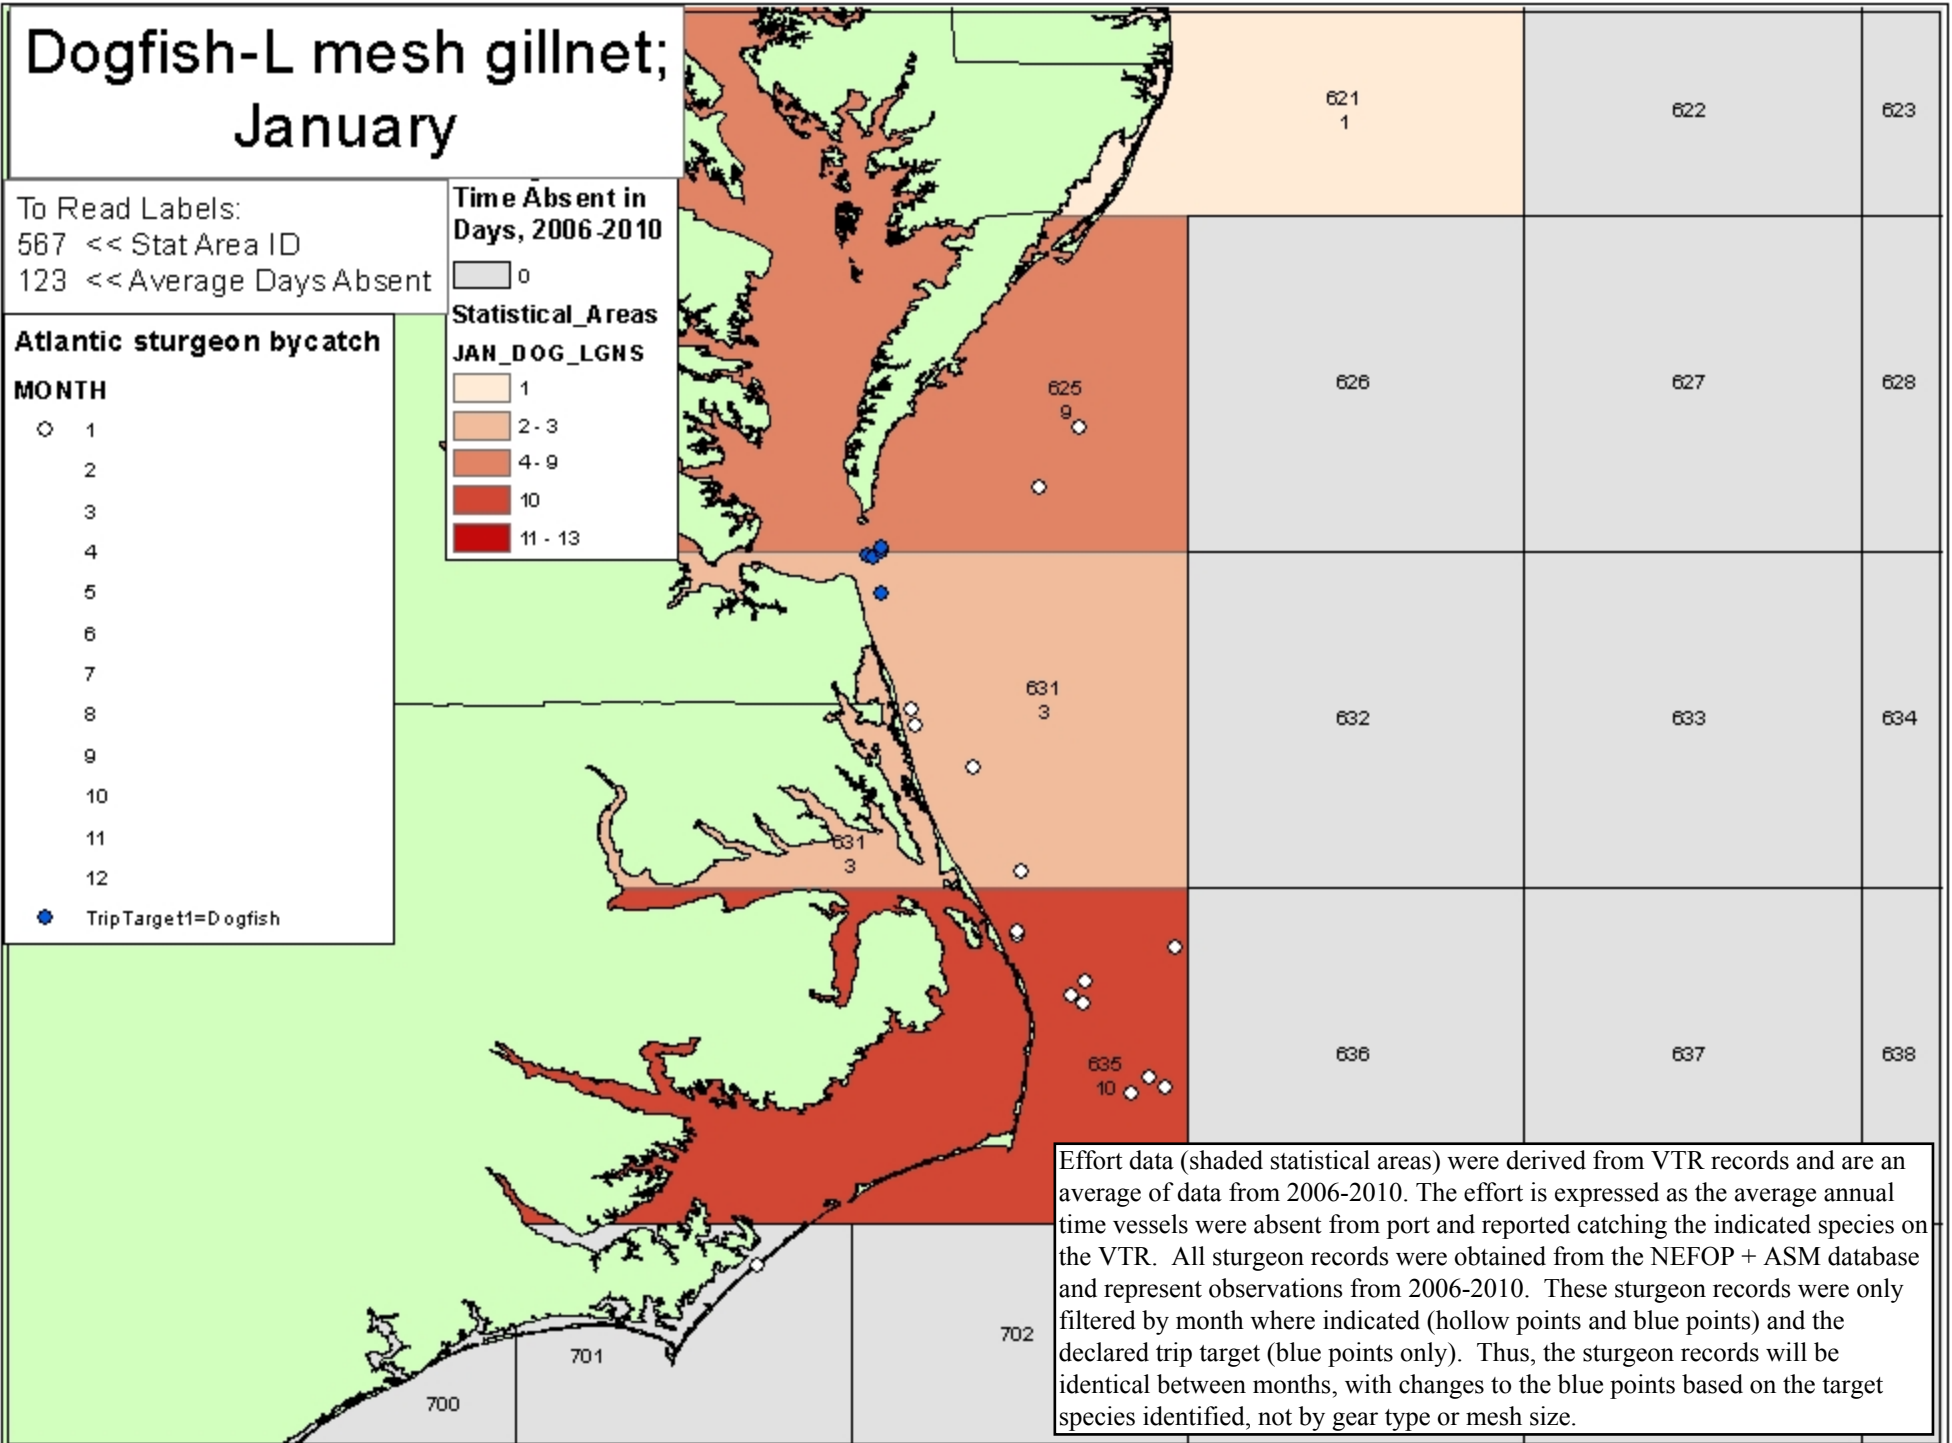 Dogfish-L mesh gillnet;
January
To Read Labels:
567 << Stat Area ID
123 << Average Days Absent
Time Absent in
Days, 2006-2010
0
Statistical_Areas
JAN_DOG_LGNS
1
2 - 3
4 - 9
10
11 - 13
Atlantic sturgeon bycatch
MONTH
1
2
3
4
5
6
7
8
9
10
11
12
TripTarget1=Dogfish
621
1
622
623
625
9
626
627
628
631
3
632
633
634
631
3
635
10
636
637
638
700
701
702
Effort data (shaded statistical areas) were derived from VTR records and are an
average of data from 2006-2010. The effort is expressed as the average annual
time vessels were absent from port and reported catching the indicated species on
the VTR.  All sturgeon records were obtained from the NEFOP + ASM database
and represent observations from 2006-2010.  These sturgeon records were only
filtered by month where indicated (hollow points and blue points) and the
declared trip target (blue points only).  Thus, the sturgeon records will be
identical between months, with changes to the blue points based on the target
species identified, not by gear type or mesh size.